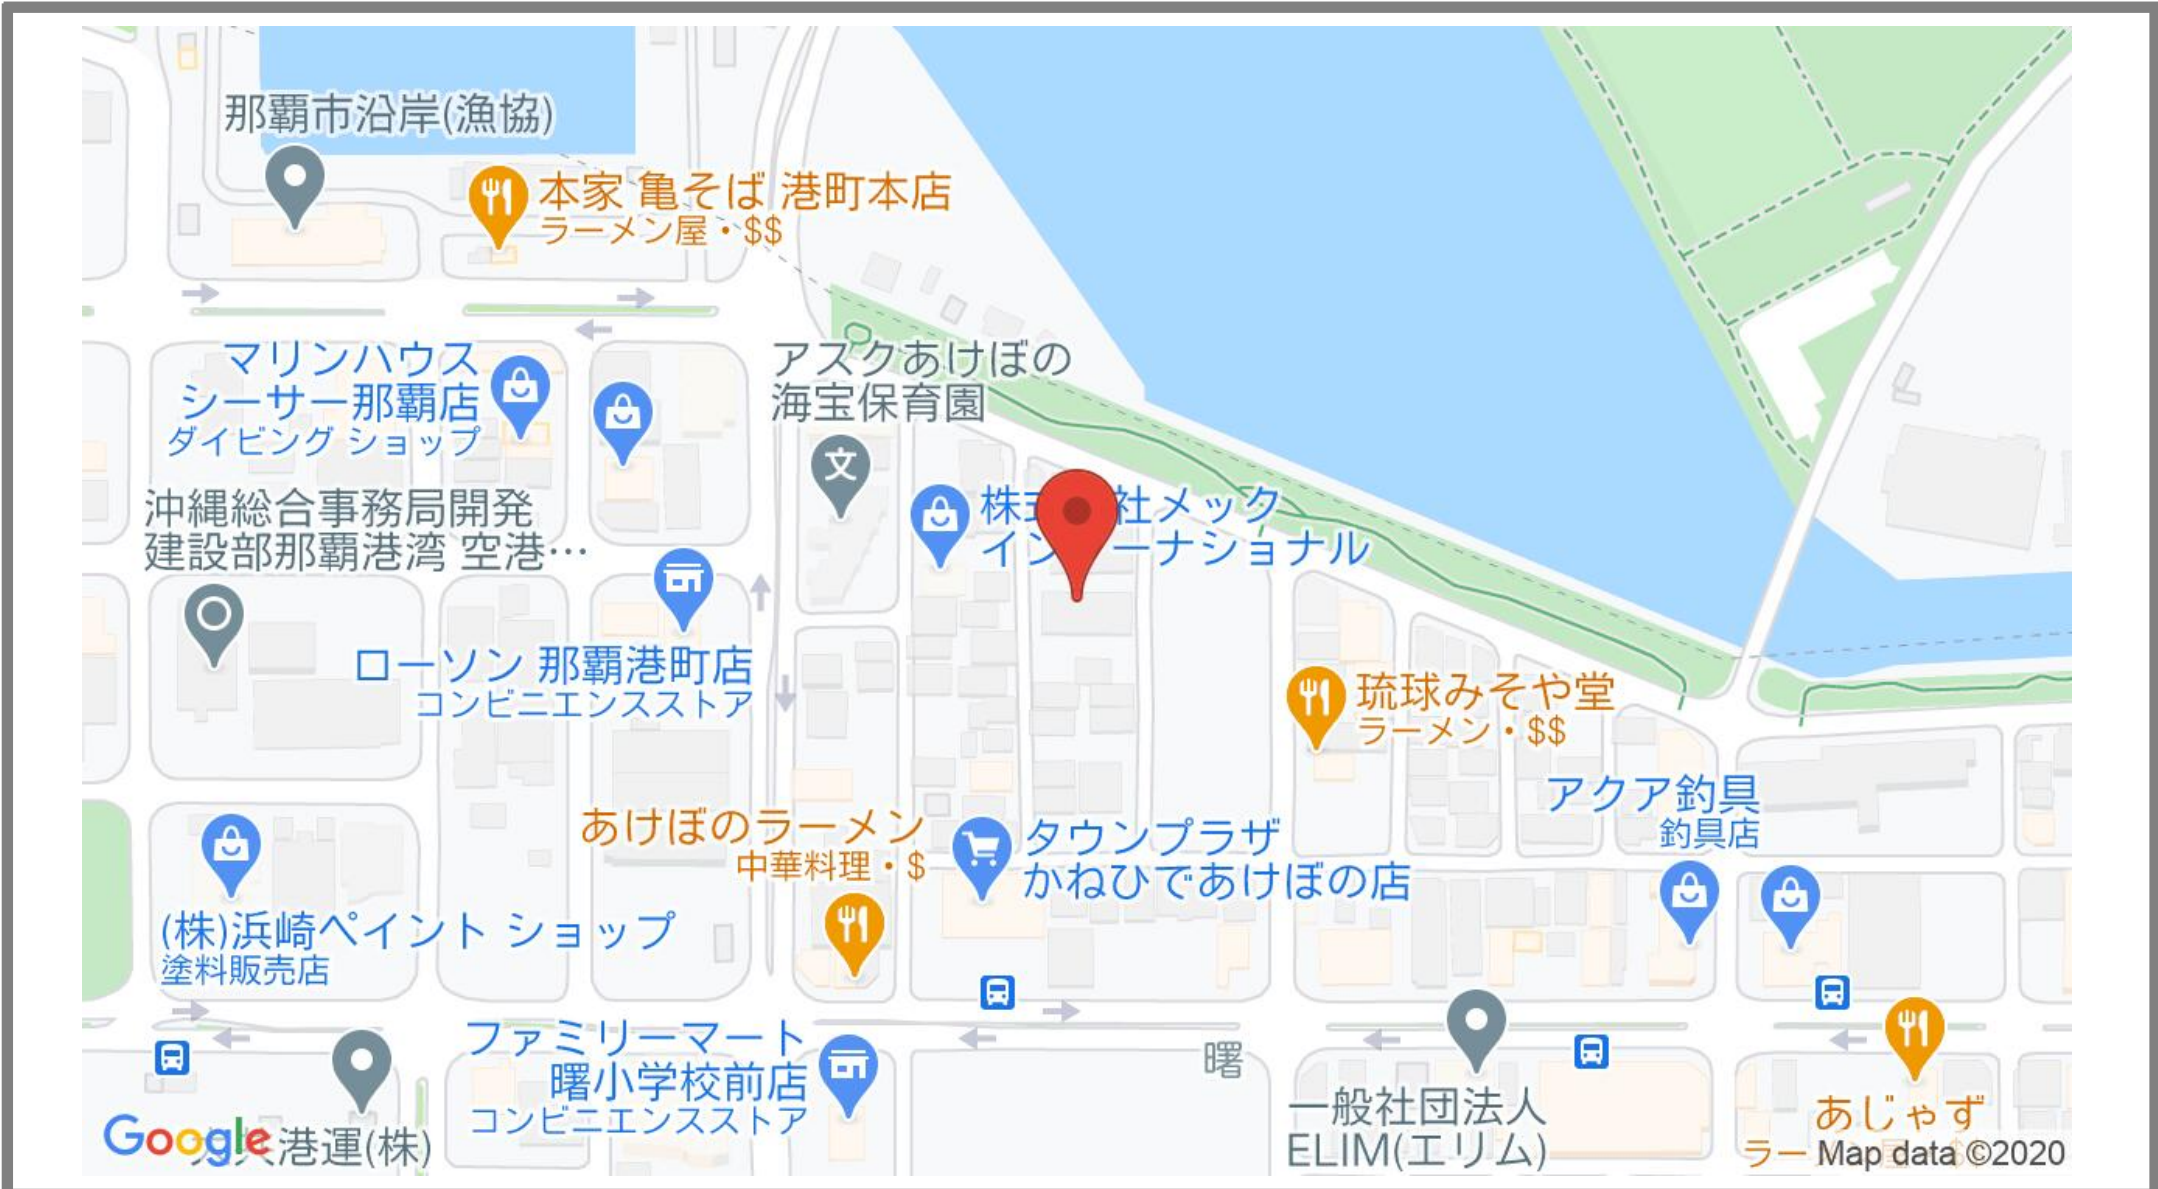 那覇市沿岸(漁協)
本家 亀そば 港町本店
ラーメン屋・$$
マリンハウス
シーサー那覇店
ダイビング ショップ
アスクあけぼの
海宝保育園
文
沖縄総合事務局開発
建設部那覇港湾 空港…
株式 社メック
イン ーナショナル
ローソン 那覇港町店
コンビニエンスストア
琉球みそや堂
ラーメン・$$
アクア釣具
釣具店
あけぼのラーメン
中華料理・$
タウンプラザ
かねひであけぼの店
(株)浜崎ペイント ショップ
塗料販売店
ファミリーマート
曙小学校前店
コンビニエンスストア
曙
一般社団法人
ELIM(エリム)
あじゃず
ラー
港運(株)
Google
Map data ©2020